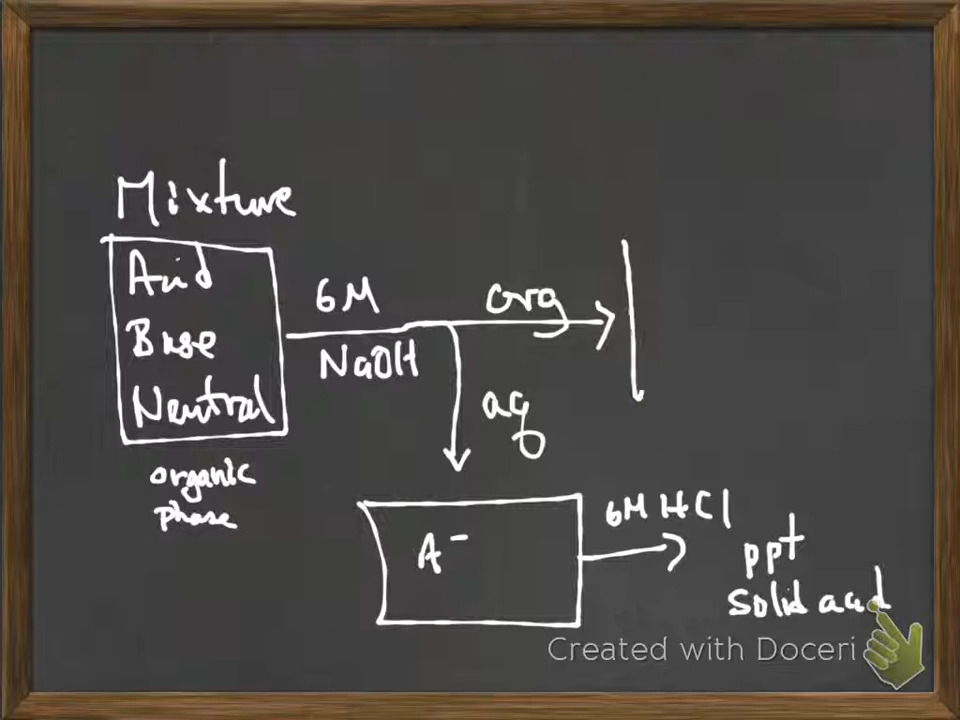 Mixture
Acid
Base
Neutral
organic
phase
6M
NaOH
org
aq
A⁻
6M HCl
ppt
solid acid
Created with Doceri